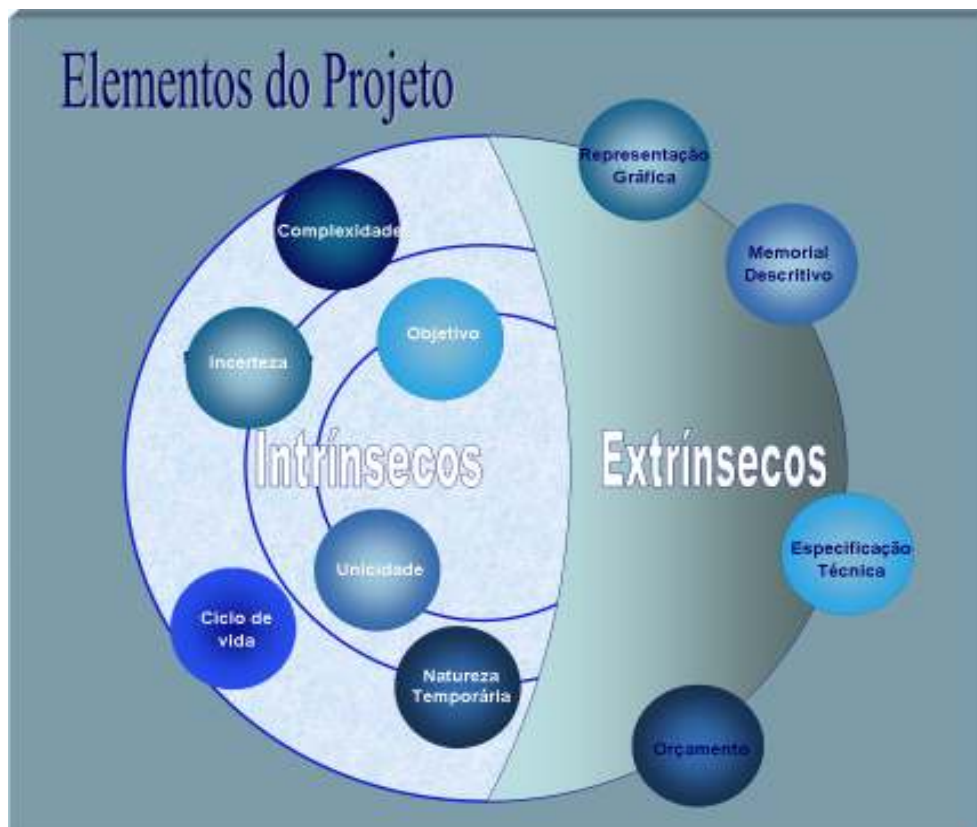 Elementos do Projeto
Representação
Gráfica
Complexidade
Memorial
Descritivo
Objetivo
Incerteza
Intrínsecos
Extrínsecos
Especificação
Técnica
Unicidade
Ciclo de
vida
Natureza
Temporária
Orçamento